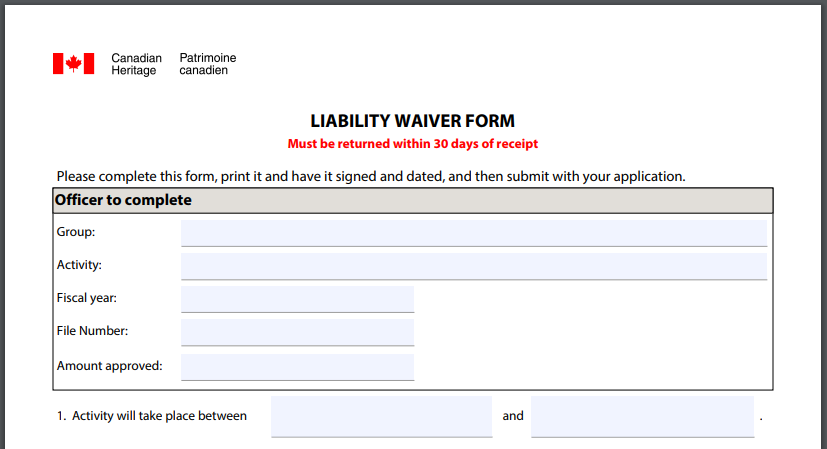 Canadian Heritage
Patrimoine canadien
LIABILITY WAIVER FORM
Must be returned within 30 days of receipt
Please complete this form, print it and have it signed and dated, and then submit with your application.
Officer to complete
Group:
Activity:
Fiscal year:
File Number:
Amount approved:
1. Activity will take place between and .